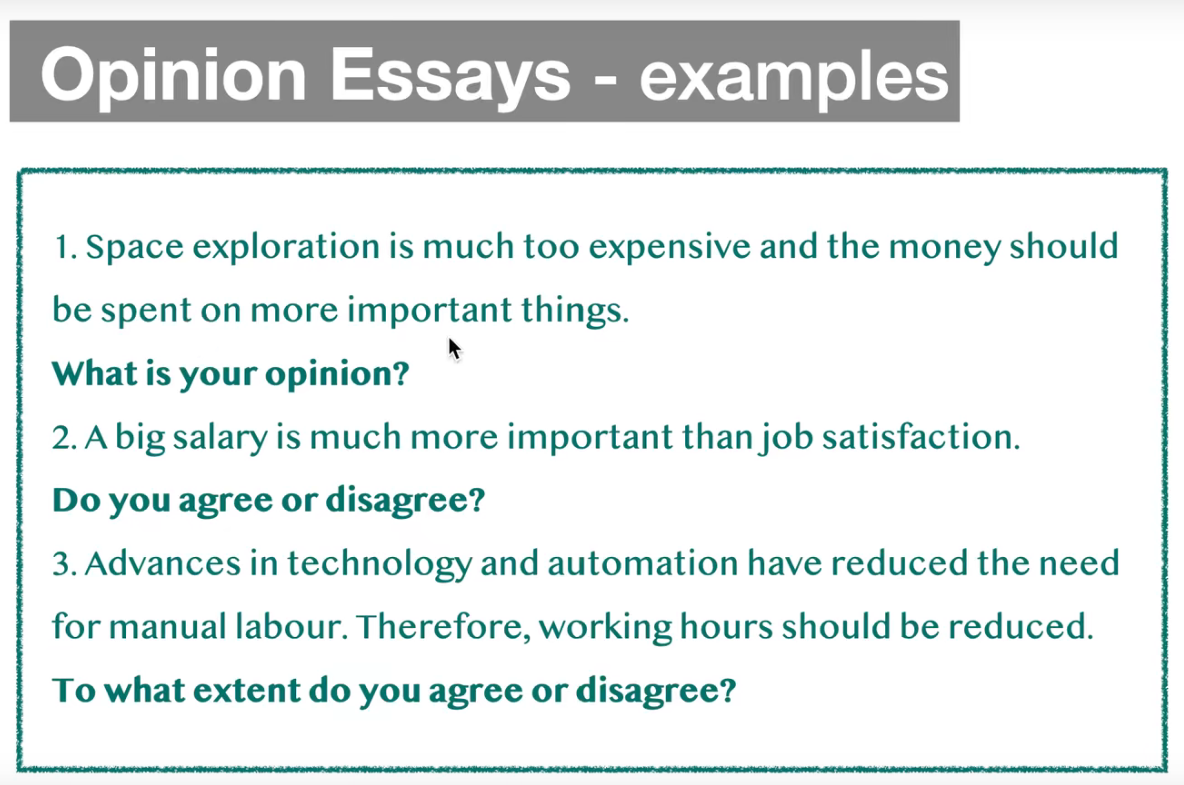 Opinion Essays - examples
1. Space exploration is much too expensive and the money should
be spent on more important things.
What is your opinion?
2. A big salary is much more important than job satisfaction.
Do you agree or disagree?
3. Advances in technology and automation have reduced the need
for manual labour. Therefore, working hours should be reduced.
To what extent do you agree or disagree?